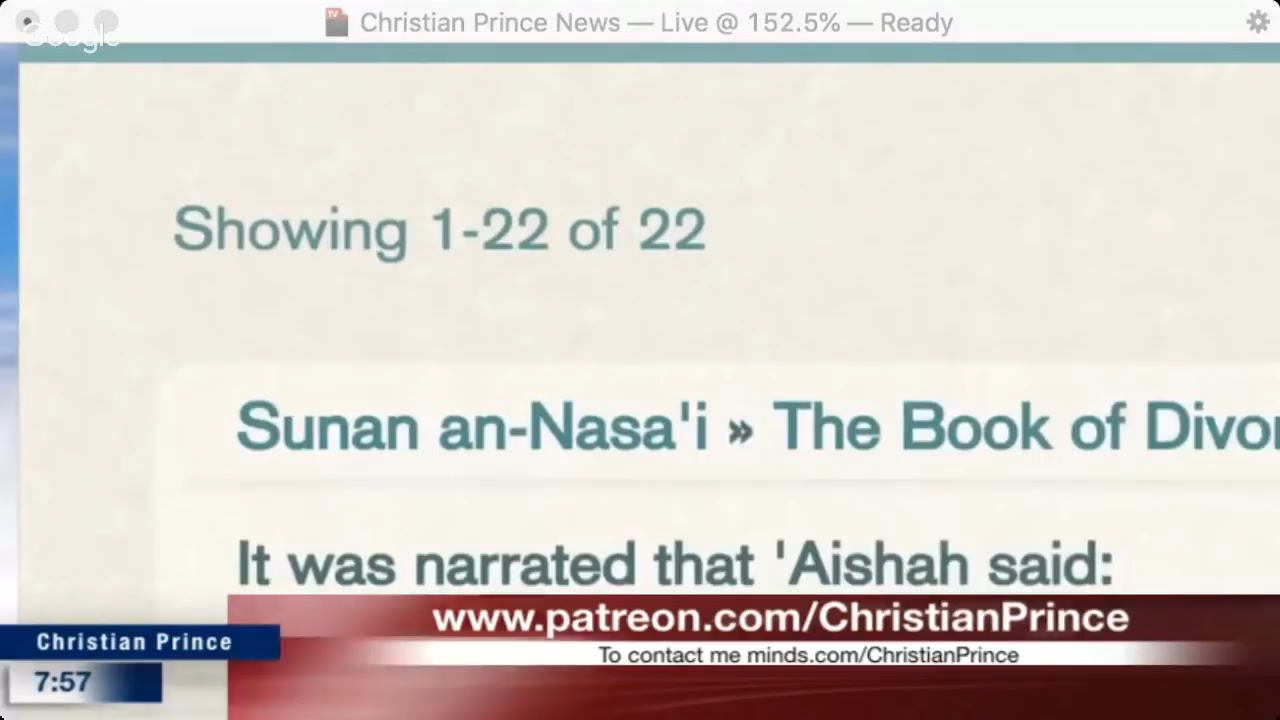 Christian Prince News — Live @ 152.5% — Ready
Google
Showing 1-22 of 22
Sunan an-Nasa'i » The Book of Divor
It was narrated that 'Aishah said:
www.patreon.com/ChristianPrince
Christian Prince
To contact me minds.com/ChristianPrince
7:57